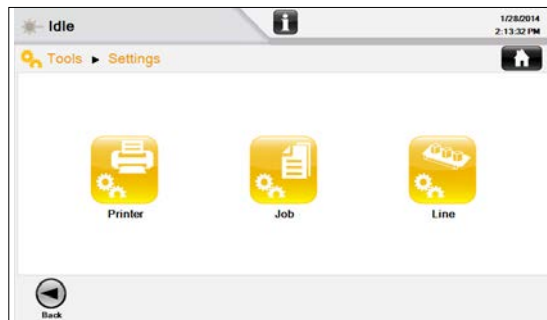 Idle
1/28/2014
2:13:32 PM
Tools ► Settings
Printer
Job
Line
Back